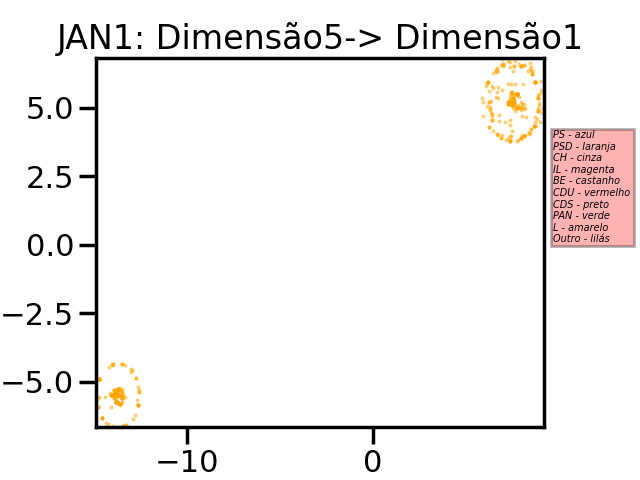 JAN1: Dimensão5-> Dimensão1
5.0
2.5
0.0
−2.5
−5.0
−10
0
PS - azul
PSD - laranja
CH - cinza
IL - magenta
BE - castanho
CDU - vermelho
CDS - preto
PAN - verde
L - amarelo
Outro - lilás